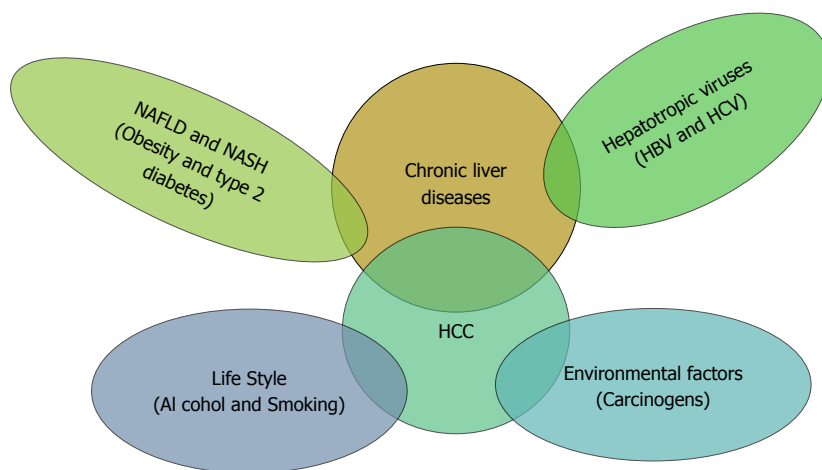 NAFLD and NASH
(Obesity and type 2
diabetes)
Chronic liver
diseases
Hepatotropic viruses
(HBV and HCV)
HCC
Life Style
(Al cohol and Smoking)
Environmental factors
(Carcinogens)